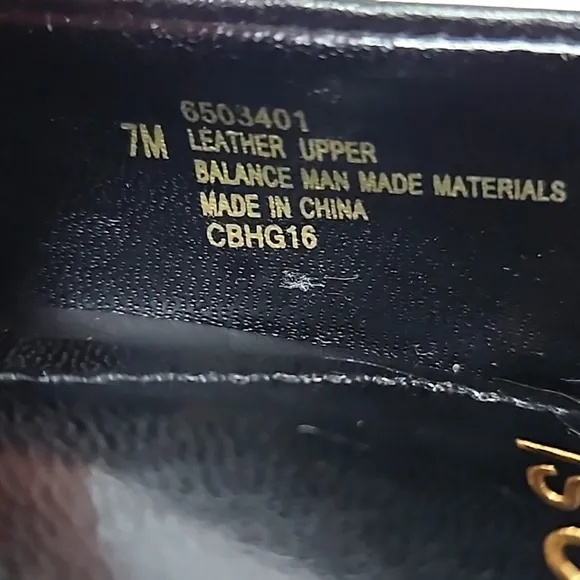 6503401
7M LEATHER UPPER
BALANCE MAN MADE MATERIALS
MADE IN CHINA
CBHG16